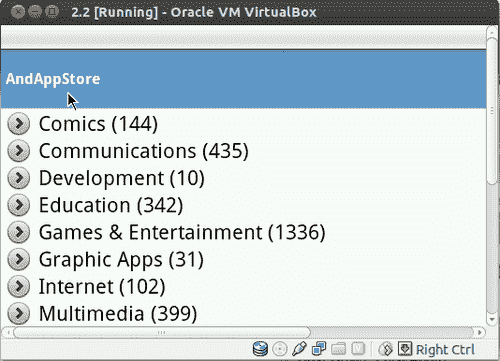 2.2 [Running] - Oracle VM VirtualBox
AndAppStore
Comics (144)
Communications (435)
Development (10)
Education (342)
Games & Entertainment (1336)
Graphic Apps (31)
Internet (102)
Multimedia (399)
Right Ctrl